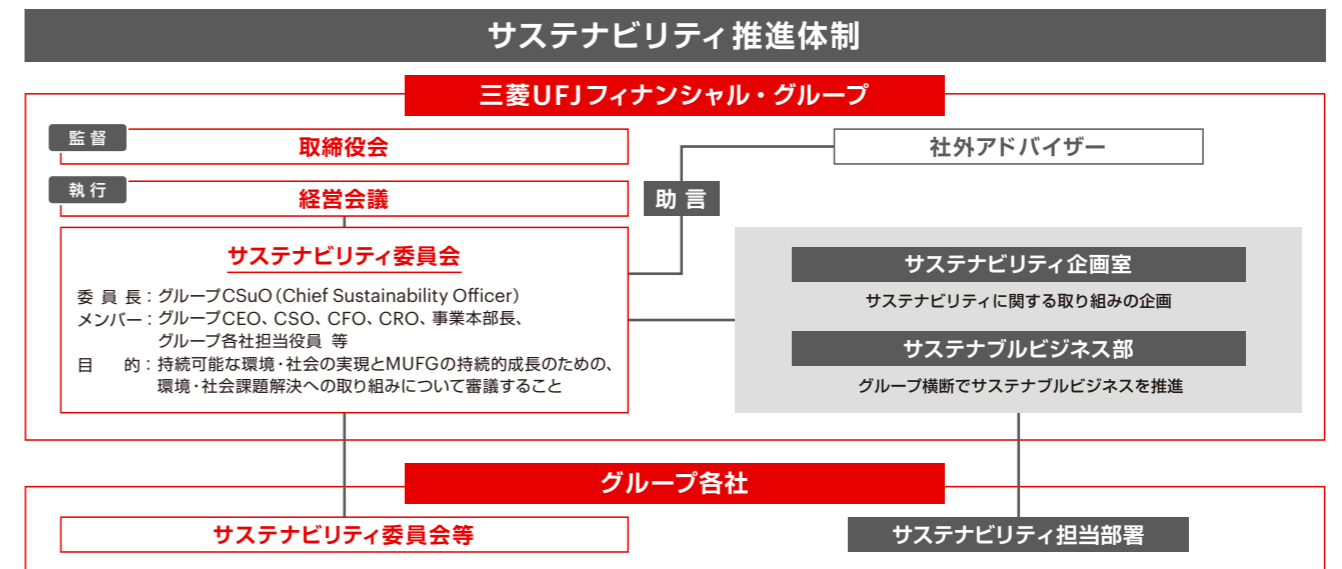 サステナビリティ推進体制
三菱UFJフィナンシャル・グループ
監督
取締役会
社外アドバイザー
執行
経営会議
助言
サステナビリティ委員会
委員長：グループCSuO（Chief Sustainability Officer）
メンバー：グループCEO、CSO、CFO、CRO、事業本部長、
グループ各社担当役員 等
目　的：持続可能な環境・社会の実現とMUFGの持続的成長のための、
環境・社会課題解決への取り組みについて審議すること
サステナビリティ企画室
サステナビリティに関する取り組みの企画
サステナブルビジネス部
グループ横断でサステナブルビジネスを推進
グループ各社
サステナビリティ委員会等
サステナビリティ担当部署